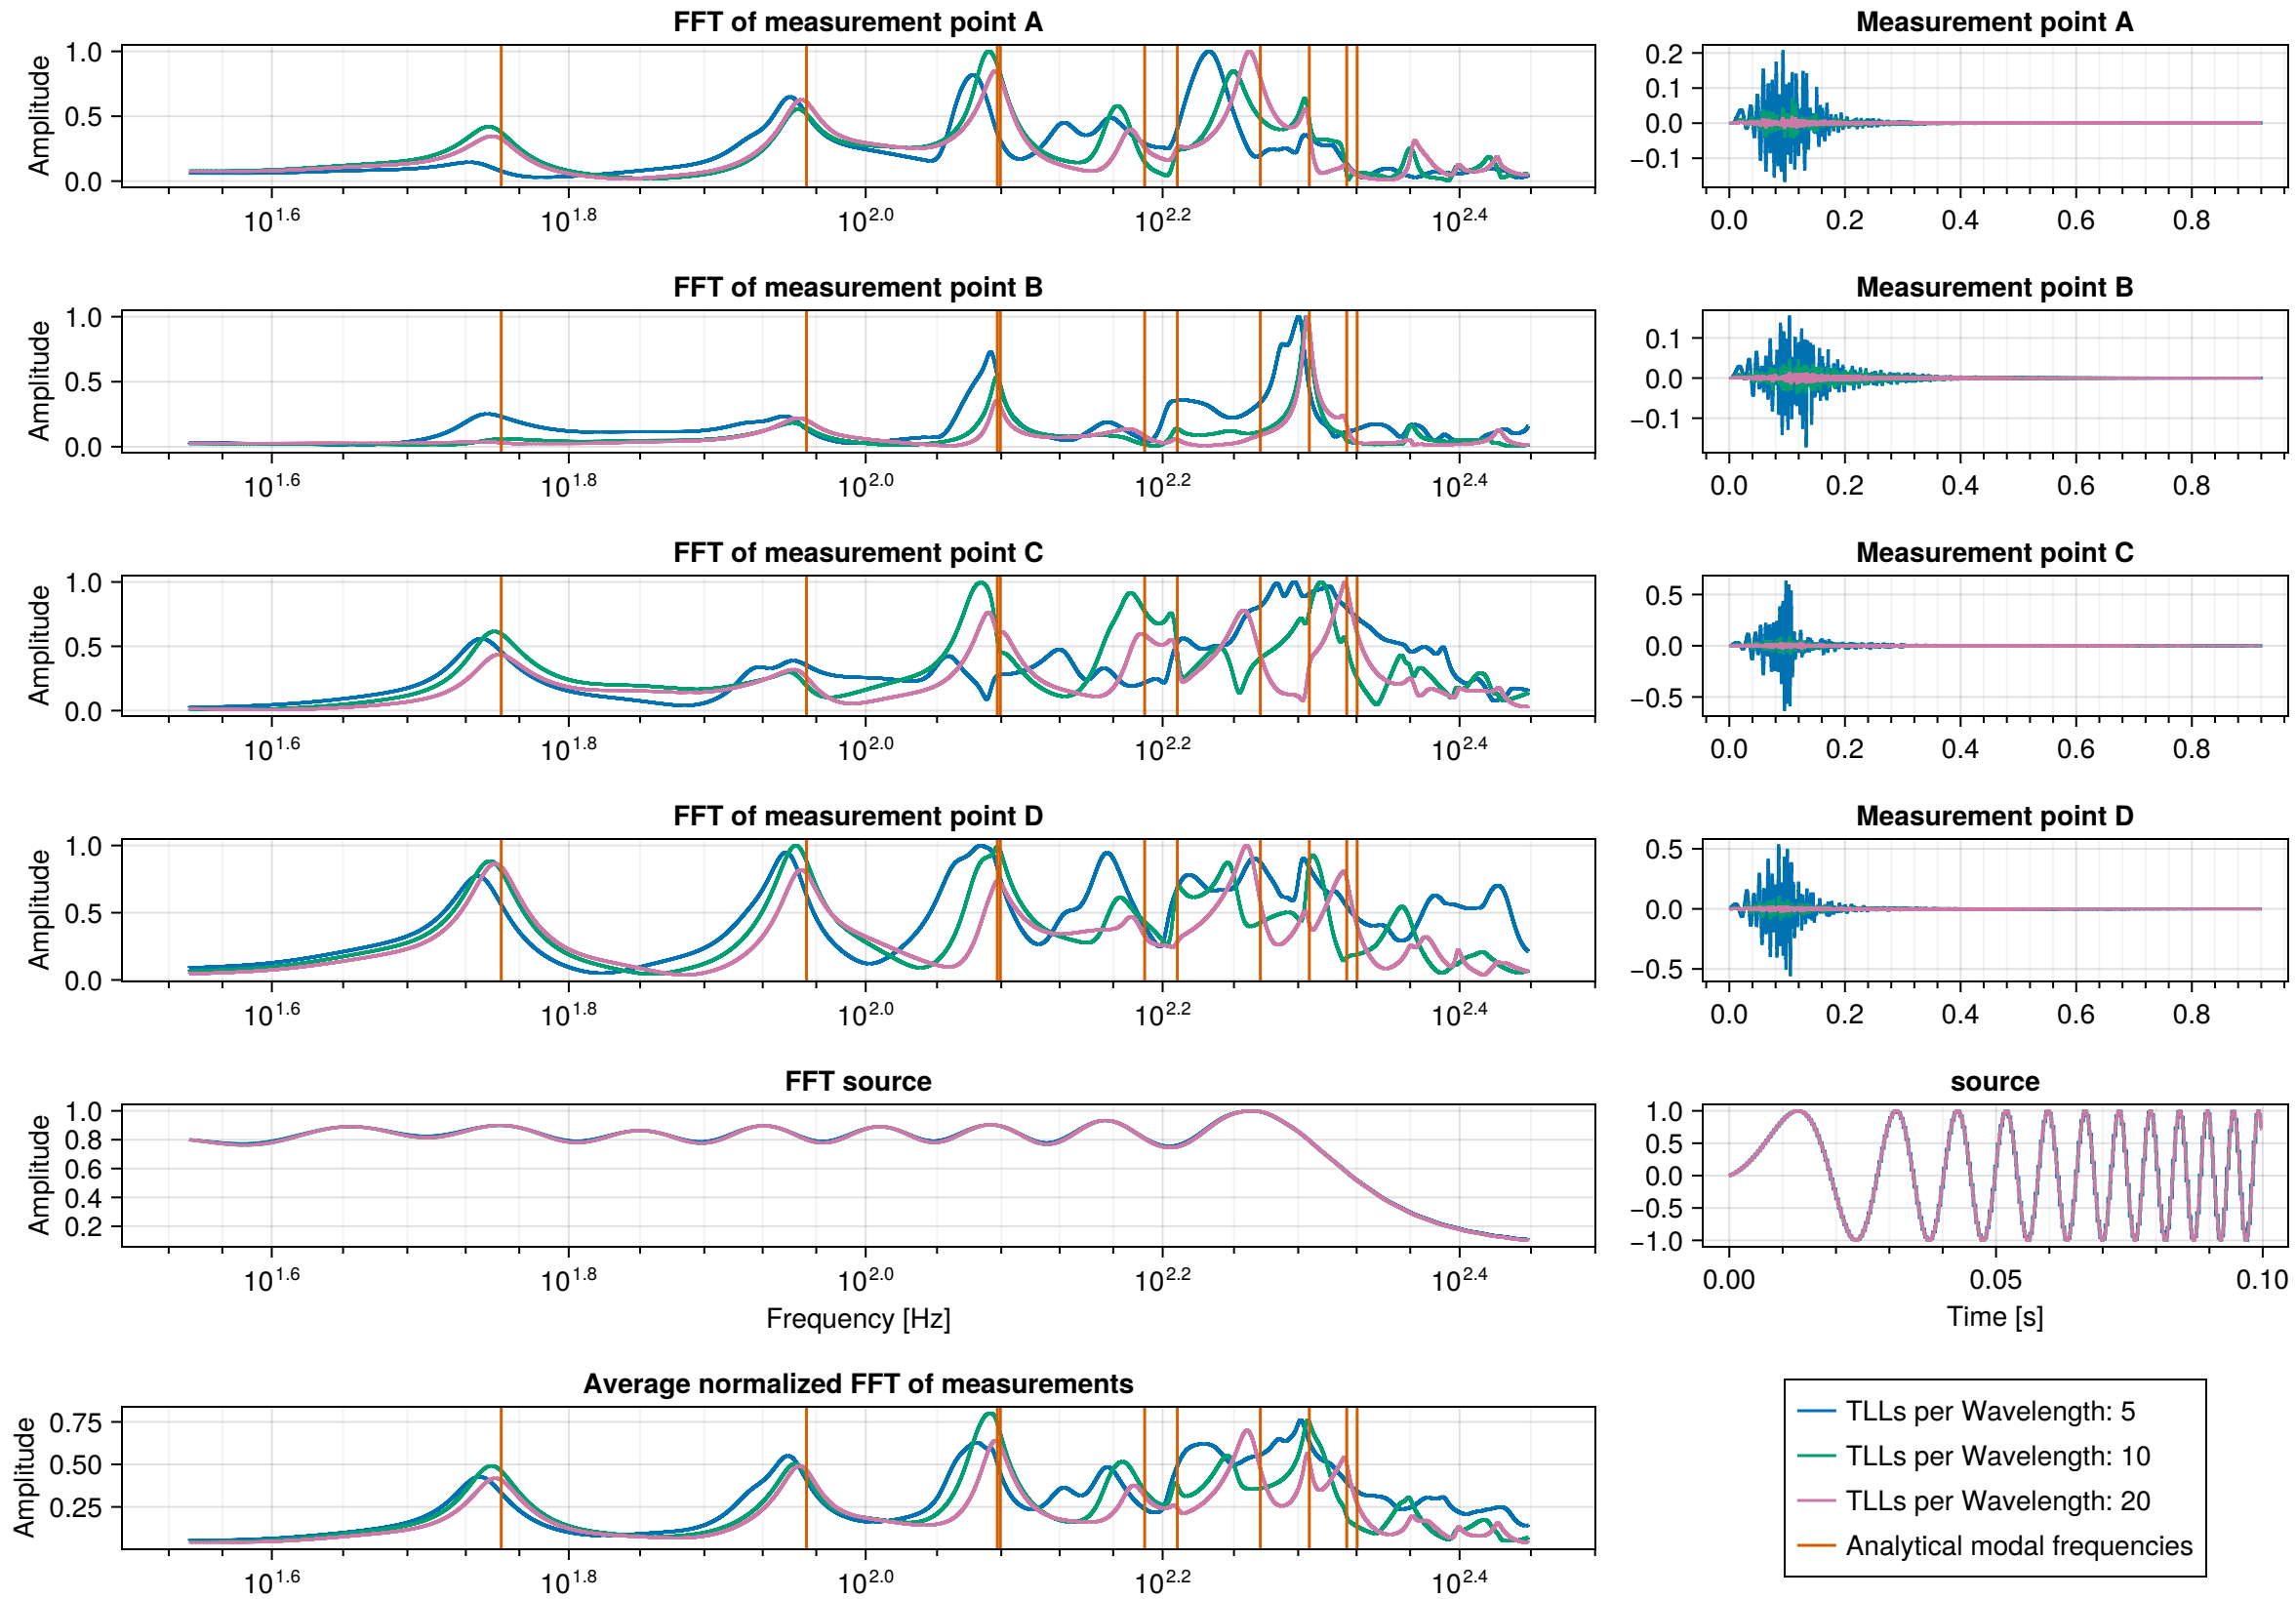 FFT of measurement point A
Measurement point A
Amplitude
1.0
0.5
0.0
10^1.6 10^1.8 10^2.0 10^2.2 10^2.4
0.2
0.1
0.0
−0.1
0.0 0.2 0.4 0.6 0.8
FFT of measurement point B
Measurement point B
Amplitude
1.0
0.5
0.0
10^1.6 10^1.8 10^2.0 10^2.2 10^2.4
0.1
0.0
−0.1
0.0 0.2 0.4 0.6 0.8
FFT of measurement point C
Measurement point C
Amplitude
1.0
0.5
0.0
10^1.6 10^1.8 10^2.0 10^2.2 10^2.4
0.5
0.0
−0.5
0.0 0.2 0.4 0.6 0.8
FFT of measurement point D
Measurement point D
Amplitude
1.0
0.5
0.0
10^1.6 10^1.8 10^2.0 10^2.2 10^2.4
0.5
0.0
−0.5
0.0 0.2 0.4 0.6 0.8
FFT source
source
Amplitude
1.0
0.8
0.6
0.4
0.2
10^1.6 10^1.8 10^2.0 10^2.2 10^2.4
Frequency [Hz]
1.0
0.5
0.0
−0.5
−1.0
0.00 0.05 0.10
Time [s]
Average normalized FFT of measurements
Amplitude
0.75
0.50
0.25
10^1.6 10^1.8 10^2.0 10^2.2 10^2.4
TLLs per Wavelength: 5
TLLs per Wavelength: 10
TLLs per Wavelength: 20
Analytical modal frequencies